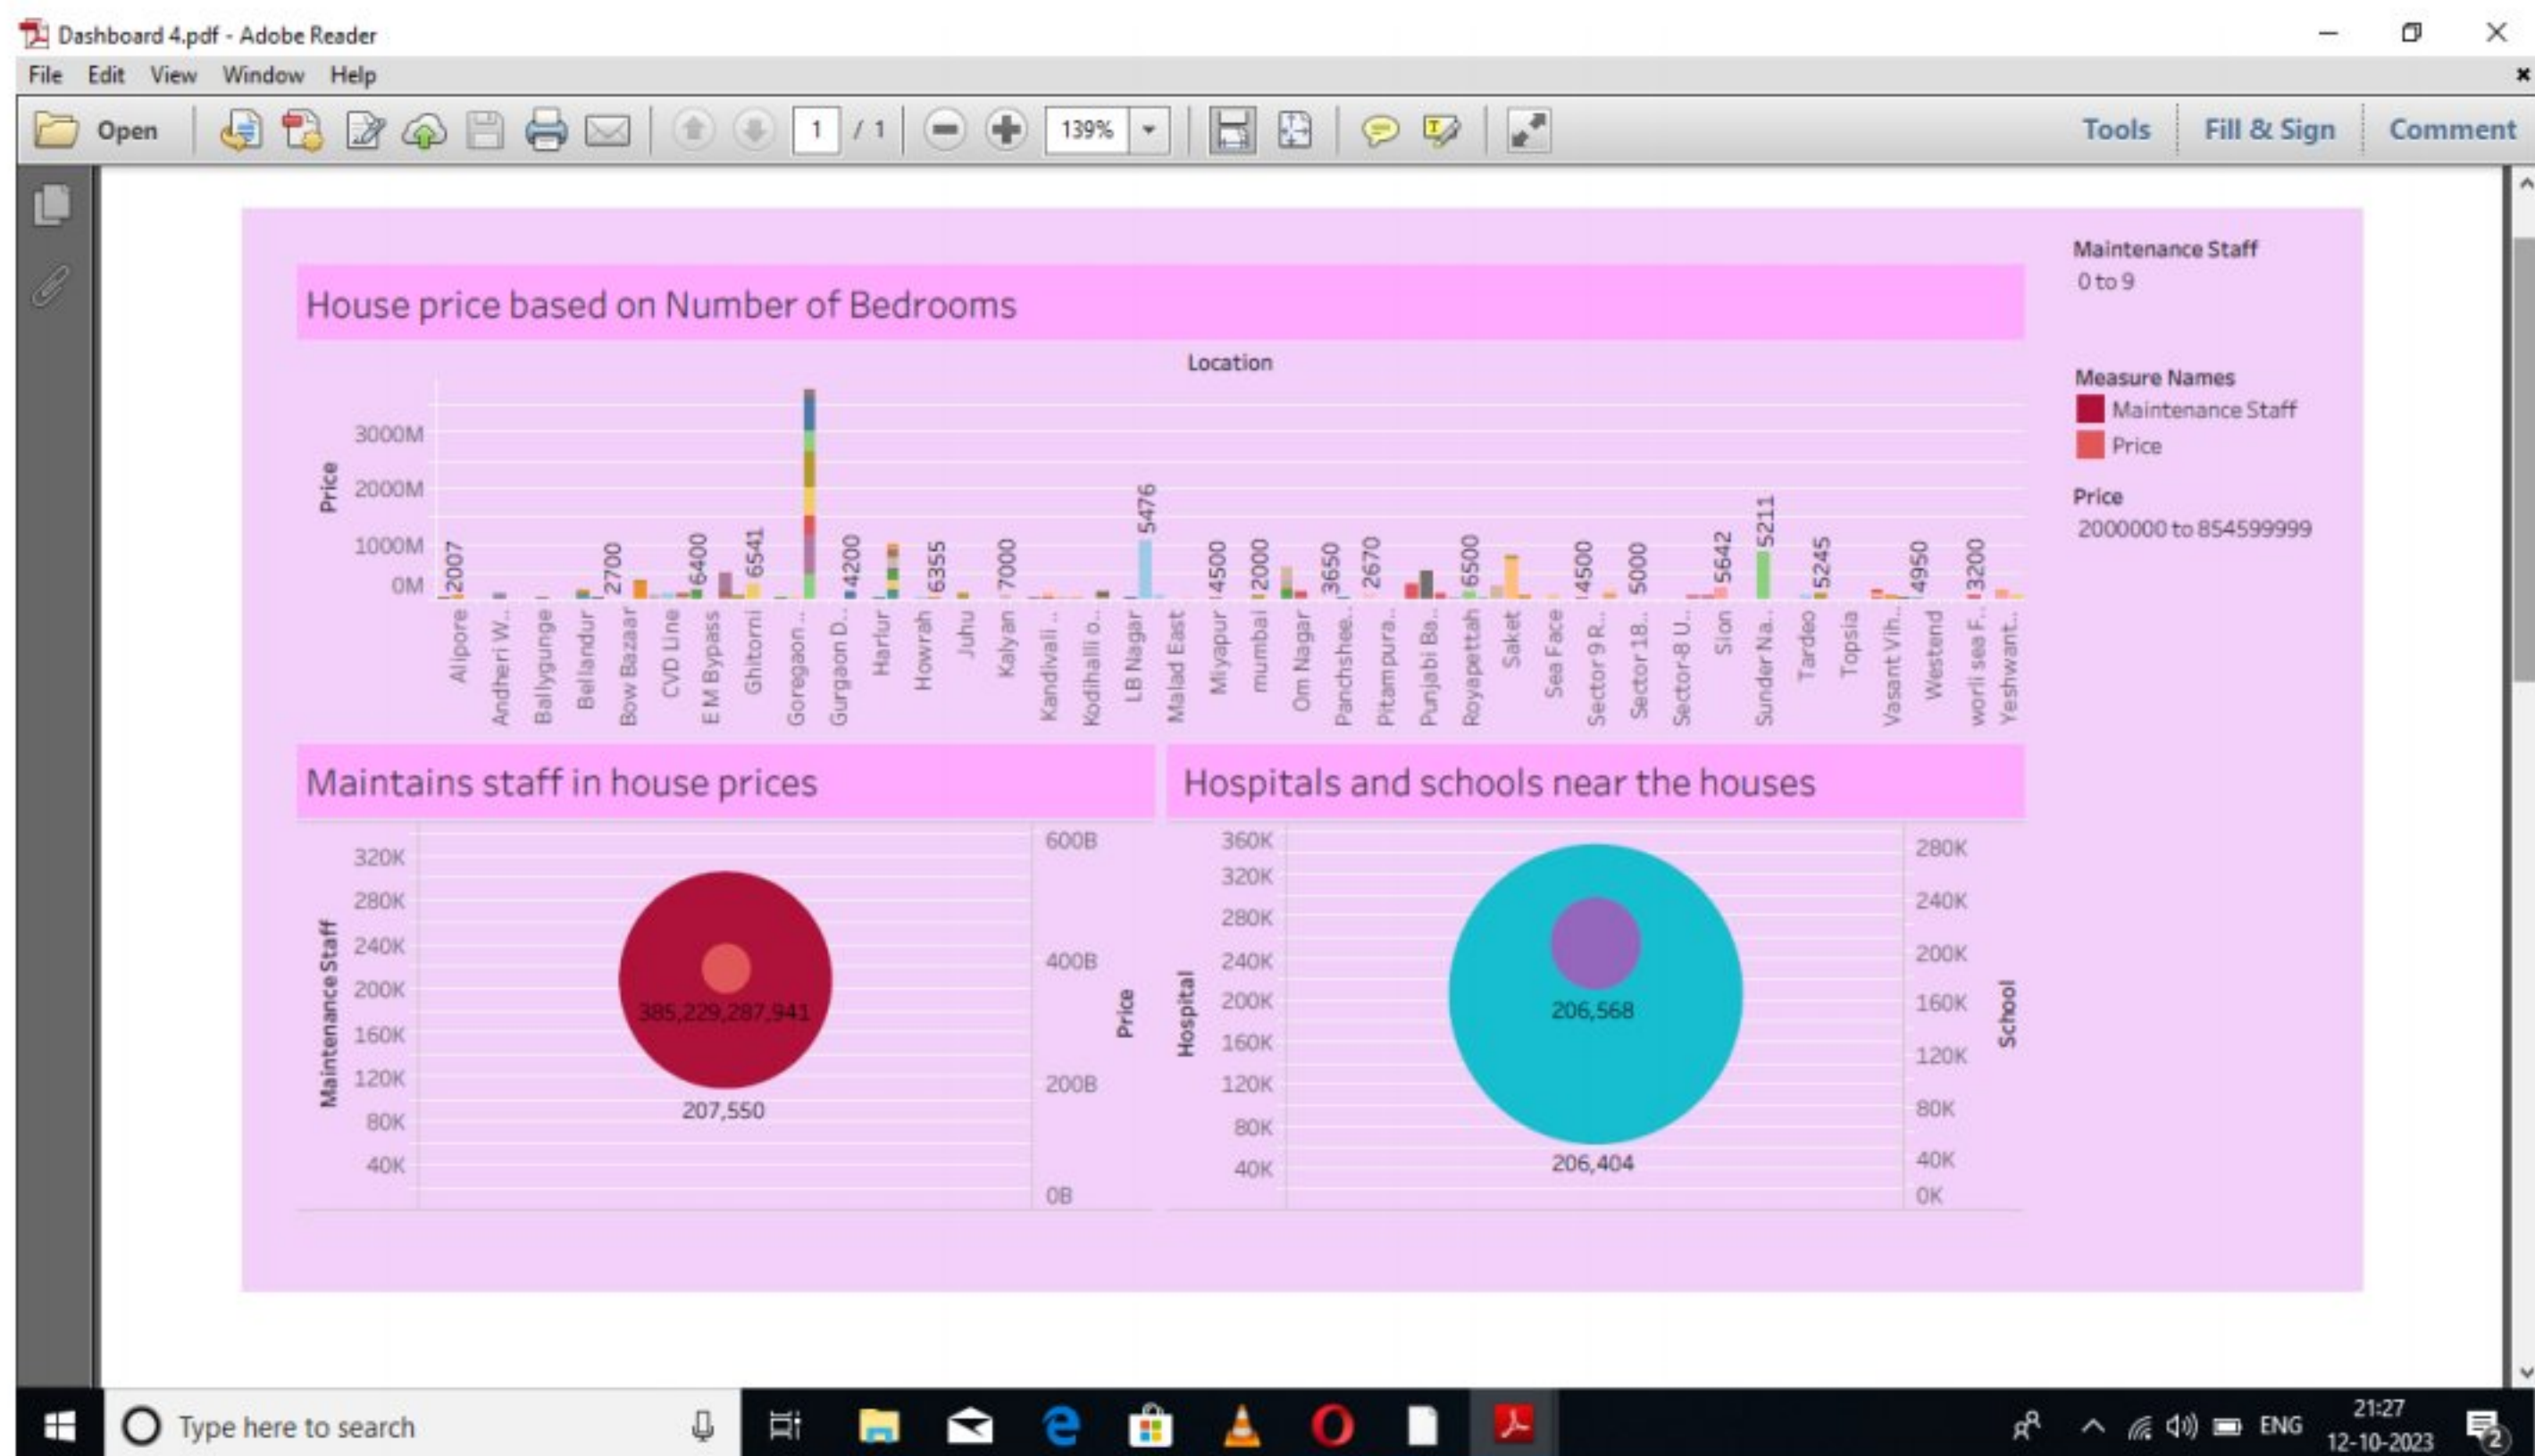 Dashboard 4.pdf - Adobe Reader
File Edit View Window Help
Open 1 / 1 139% Tools Fill & Sign Comment
House price based on Number of Bedrooms
Location
Price
3000M
2000M
1000M
0M
2007
2700
6400
6541
4200
6355
7000
5476
4500
2000
3650
2670
6500
4500
5000
5642
5211
5245
4950
3200
Alipore
Andheri W..
Ballygunge
Bellandur
Bow Bazaar
CVD Line
E M Bypass
Ghitorni
Goregaon ..
Gurgaon D..
Harlur
Howrah
Juhu
Kalyan
Kandivali ..
Kodihalli o..
LB Nagar
Malad East
Miyapur
mumbai
Om Nagar
Panchshee..
Pitampura..
Punjabi Ba..
Royapettah
Saket
Sea Face
Sector 9 R..
Sector 18..
Sector-8 U..
Sion
Sunder Na..
Tardeo
Topsia
Vasant Vih..
Westend
worli sea F..
Yeshwant..
Maintenance Staff
0 to 9
Measure Names
Maintenance Staff
Price
Price
2000000 to 854599999
Maintains staff in house prices
Maintenance Staff
320K
280K
240K
200K
160K
120K
80K
40K
385,229,287,941
207,550
600B
400B
200B
0B
Price
Hospitals and schools near the houses
Hospital
360K
320K
280K
240K
200K
160K
120K
80K
40K
206,568
206,404
280K
240K
200K
160K
120K
80K
40K
0K
School
Type here to search
ENG
21:27
12-10-2023
2